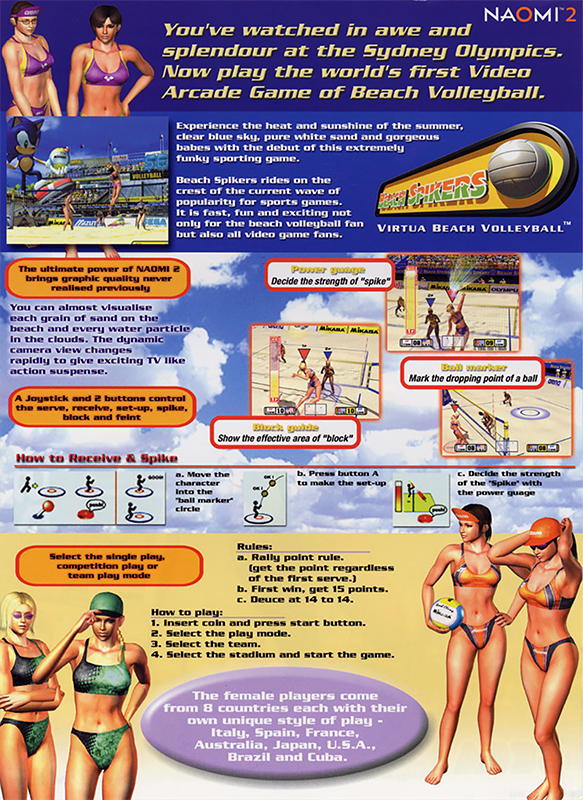 NAOMI™ 2
You've watched in awe and
splendour at the Sydney Olympics.
Now play the world's first Video
Arcade Game of Beach Volleyball.
Experience the heat and sunshine of the summer,
clear blue sky, pure white sand and gorgeous
babes with the debut of this extremely
funky sporting game.
Beach Spikers rides on the
crest of the current wave of
popularity for sports games.
It is fast, fun and exciting not
only for the beach volleyball fan
but also all video game fans.
VOLLEYBALL
SEGA
BEACH SPIKERS
VIRTUA BEACH VOLLEYBALL™
The ultimate power of NAOMI 2
brings graphic quality never
realised previously
You can almost visualise
each grain of sand on the
beach and every water particle
in the clouds. The dynamic
camera view changes
rapidly to give exciting TV like
action suspense.
A Joystick and 2 buttons control
the serve, receive, set-up, spike,
block and feint
Power guage
Decide the strength of "spike"
MIKASA
MIKASA
Ball marker
Mark the dropping point of a ball
Block guide
Show the effective area of "block"
How to Receive & Spike
GOOD!
push!
a. Move the
character
into the
"ball marker"
circle
OK!
OK!
b. Press button A
to make the set-up
push!
c. Decide the strength
of the "Spike" with
the power guage
Select the single play,
competition play or
team play mode
Rules:
a. Rally point rule.
(get the point regardless
of the first serve.)
b. First win, get 15 points.
c. Deuce at 14 to 14.
How to play:
1. Insert coin and press start button.
2. Select the play mode.
3. Select the team.
4. Select the stadium and start the game.
MIKASA
The female players come
from 8 countries each with their
own unique style of play -
Italy, Spain, France,
Australia, Japan, U.S.A.,
Brazil and Cuba.